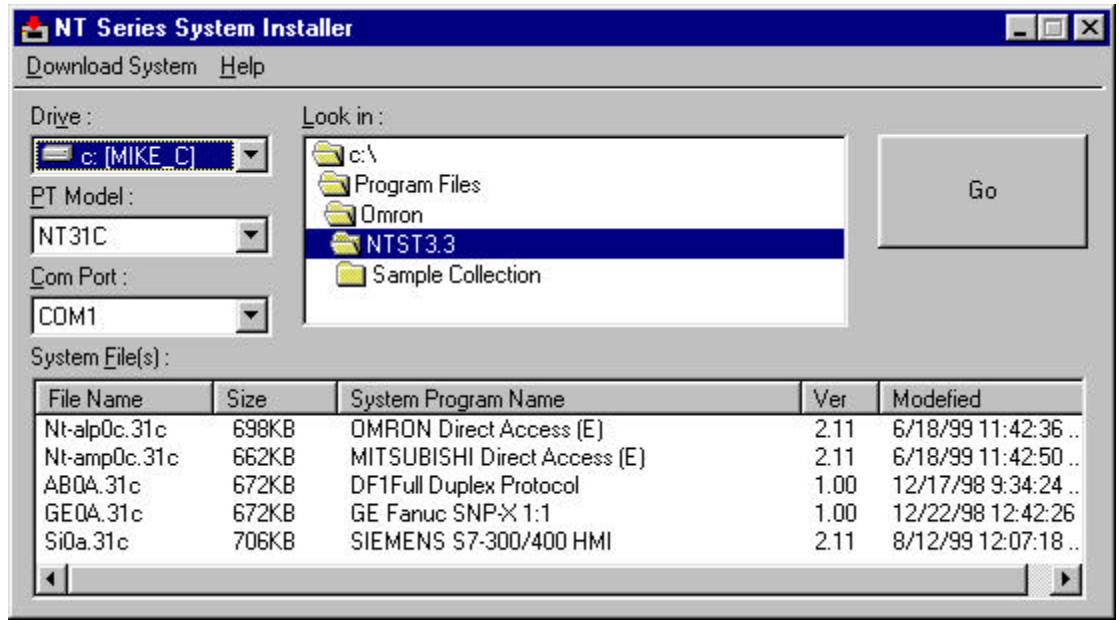 NT Series System Installer
Download System Help
Drive :
c: [MIKE_C]
PT Model :
NT31C
Com Port :
COM1
Look in :
c:\
Program Files
Omron
NTST3.3
Sample Collection
Go
System File(s) :
File Name Size System Program Name Ver Modefied
Nt-alp0c.31c 698KB OMRON Direct Access (E) 2.11 6/18/99 11:42:36 ..
Nt-amp0c.31c 662KB MITSUBISHI Direct Access (E) 2.11 6/18/99 11:42:50 ..
AB0A.31c 672KB DF1Full Duplex Protocol 1.00 12/17/98 9:34:24 ..
GE0A.31c 672KB GE Fanuc SNP-X 1:1 1.00 12/22/98 12:42:26
Si0a.31c 706KB SIEMENS S7-300/400 HMI 2.11 8/12/99 12:07:18 ..